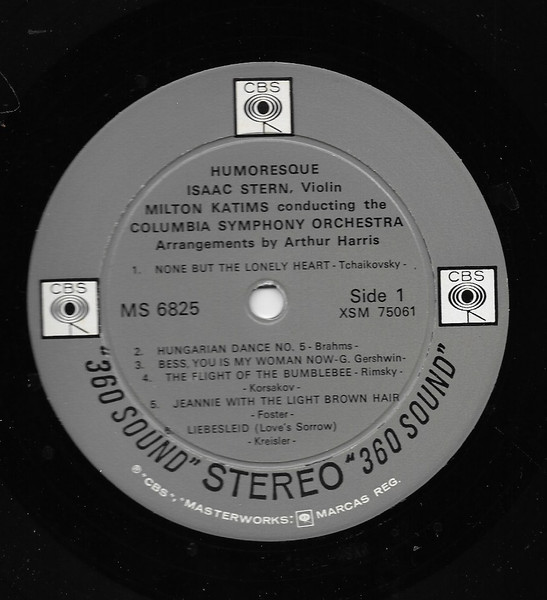 CBS
HUMORESQUE
ISAAC STERN, Violin
MILTON KATIMS conducting the
COLUMBIA SYMPHONY ORCHESTRA
Arrangements by Arthur Harris
1. NONE BUT THE LONELY HEART - Tchaikovsky -
CBS
CBS
MS 6825
Side 1
XSM 75061
2. HUNGARIAN DANCE NO. 5 - Brahms -
3. BESS, YOU IS MY WOMAN NOW-G. Gershwin-
4. THE FLIGHT OF THE BUMBLEBEE - Rimsky -
- Korsakov -
5. JEANNIE WITH THE LIGHT BROWN HAIR
- Foster -
6. LIEBESLEID (Love's Sorrow)
- Kreisler -
"360 SOUND" STEREO "360 SOUND"
℗ "CBS", "MASTERWORKS: MARCAS REG.